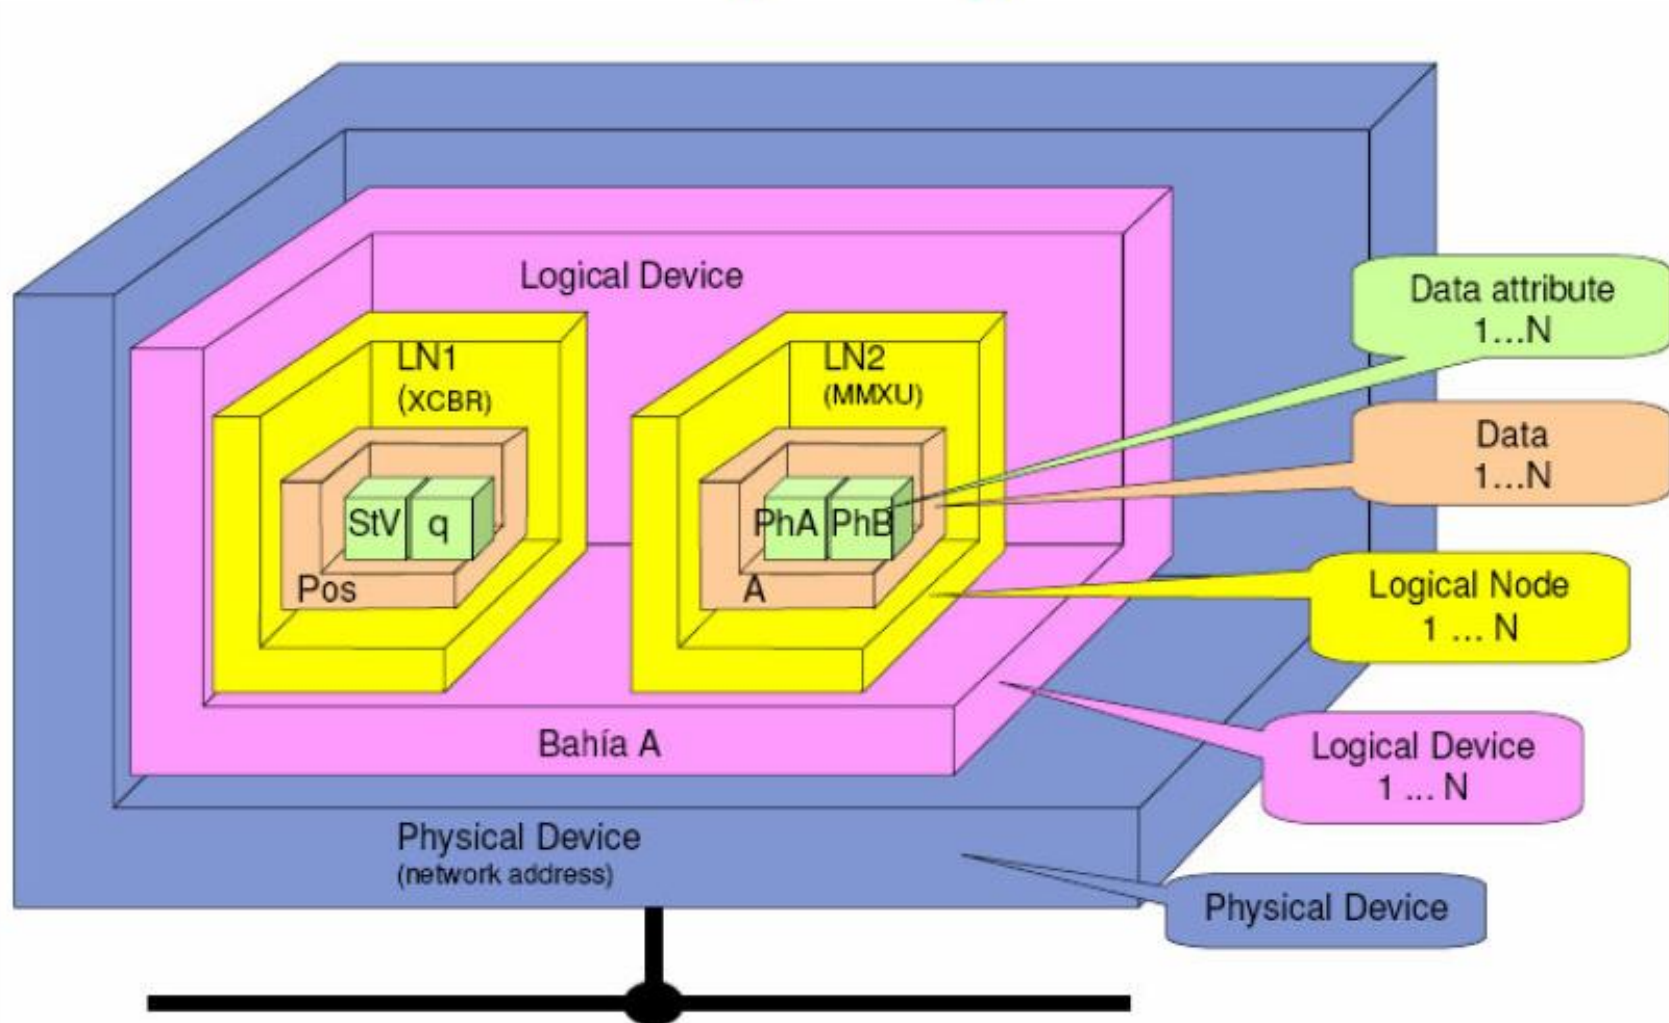 Logical Device
LN1
(XCBR)
LN2
(MMXU)
StV q
Pos
PhA PhB
A
Bahía A
Physical Device
(network address)
Data attribute
1...N
Data
1...N
Logical Node
1 ... N
Logical Device
1 ... N
Physical Device